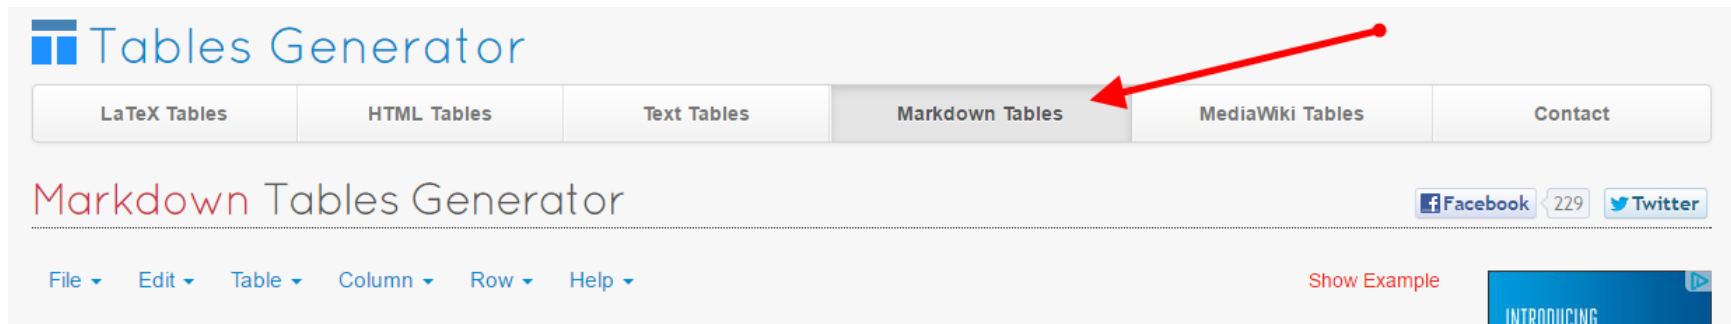 Tables Generator
LaTeX Tables HTML Tables Text Tables Markdown Tables MediaWiki Tables Contact
Markdown Tables Generator
Facebook 229 Twitter
File Edit Table Column Row Help Show Example
INTRODUCING